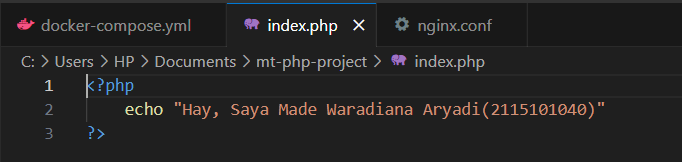 docker-compose.yml index.php nginx.conf
C: > Users > HP > Documents > mt-php-project > index.php
1 <?php
2 echo "Hay, Saya Made Waradiana Aryadi(2115101040)"
3 ?>